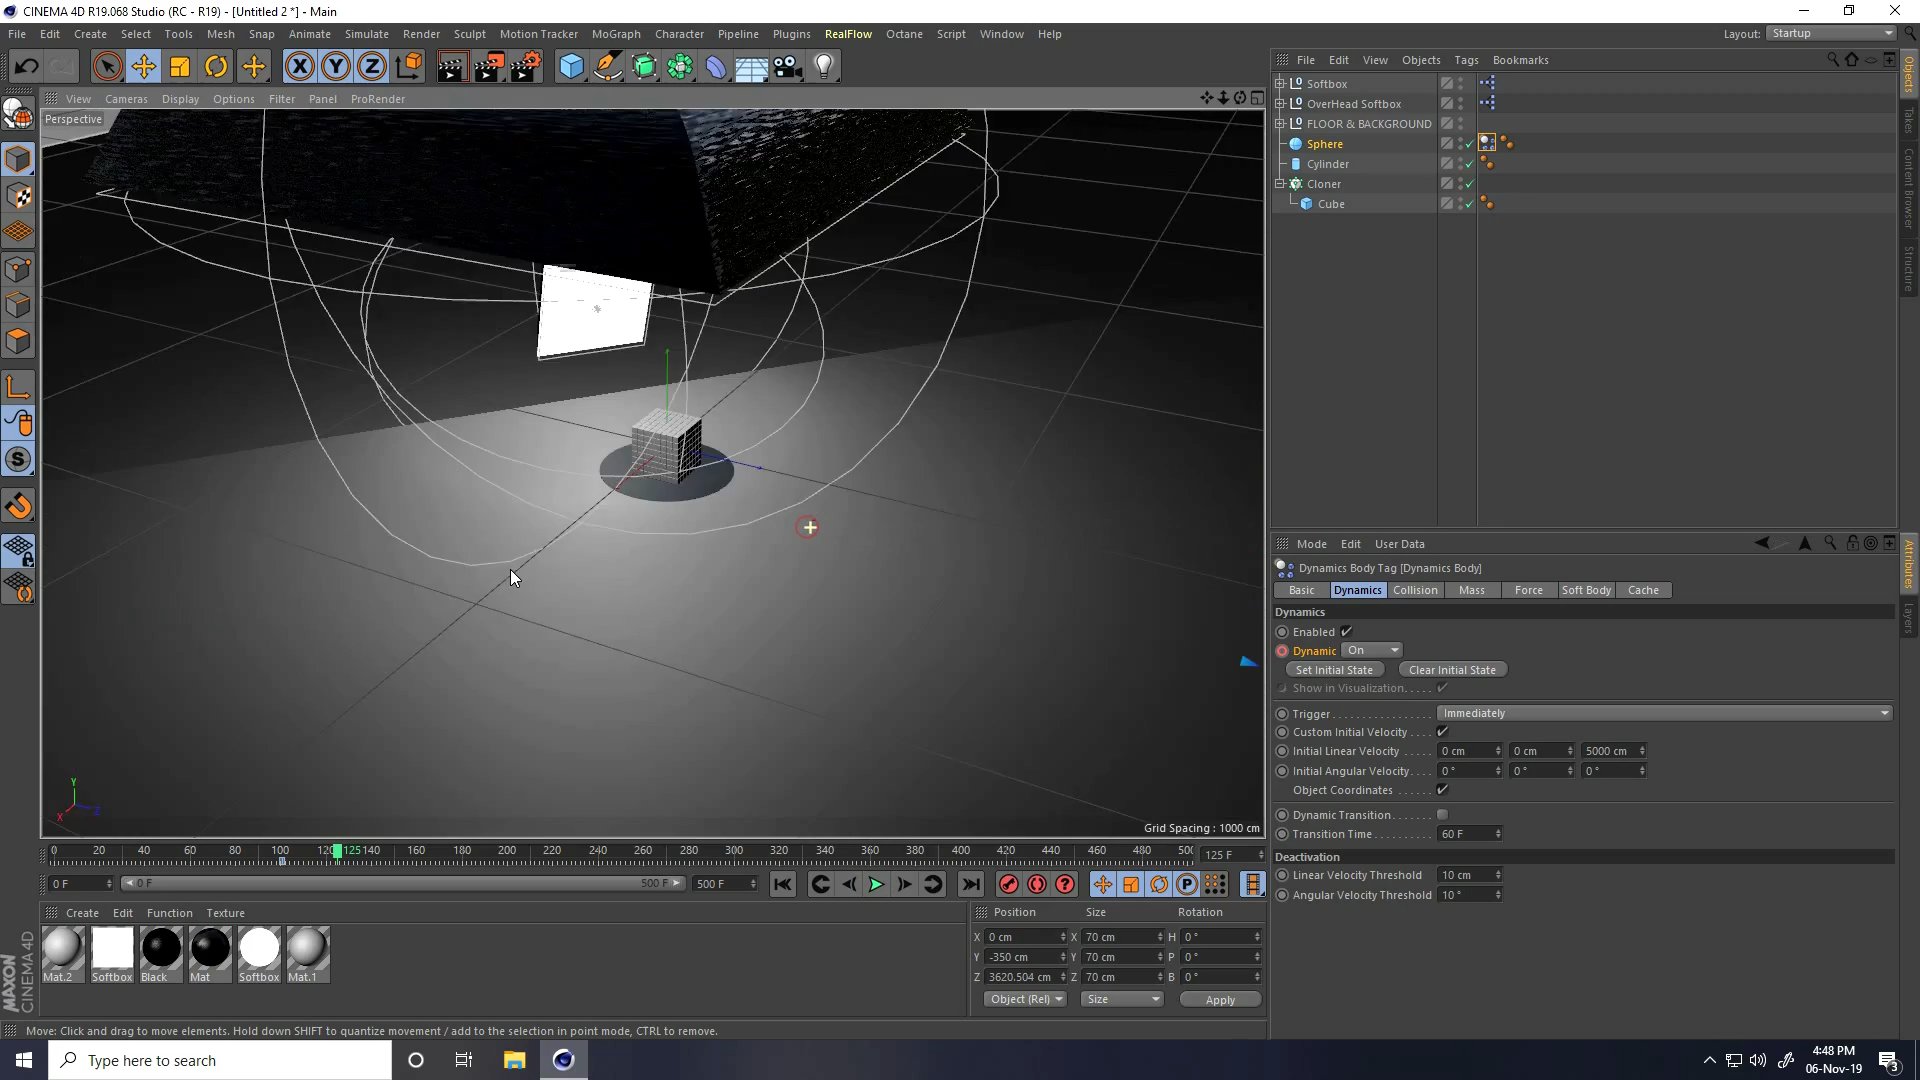 CINEMA 4D R19.068 Studio (RC - R19) - [Untitled 2 *] - Main
File Edit Create Select Tools Mesh Snap Animate Simulate Render Sculpt Motion Tracker MoGraph Character Pipeline Plugins RealFlow Octane Script Window Help
Layout: Startup
View Cameras Display Options Filter Panel ProRender
Perspective
Grid Spacing : 1000 cm
File Edit View Objects Tags Bookmarks
Softbox
OverHead Softbox
FLOOR & BACKGROUND
Sphere
Cylinder
Cloner
Cube
Objects
Takes
Content Browser
Structure
Mode Edit User Data
Dynamics Body Tag [Dynamics Body]
Basic Dynamics Collision Mass Force Soft Body Cache
Dynamics
Enabled
Dynamic On
Set Initial State Clear Initial State
Show in Visualization
Trigger Immediately
Custom Initial Velocity
Initial Linear Velocity 0 cm 0 cm 5000 cm
Initial Angular Velocity 0 ° 0 ° 0 °
Object Coordinates
Dynamic Transition
Transition Time 60 F
Deactivation
Linear Velocity Threshold 10 cm
Angular Velocity Threshold 10 °
Attributes
Layers
Y
X
Z
0 20 40 60 80 100 120 125 140 160 180 200 220 240 260 280 300 320 340 360 380 400 420 440 460 480 500
125 F
0 F 0 F 500 F 500 F
Create Edit Function Texture
Mat.2 Softbox Black Mat Softbox Mat.1
Position Size Rotation
X 0 cm X 70 cm H 0 °
Y -350 cm Y 70 cm P 0 °
Z 3620.504 cm Z 70 cm B 0 °
Object (Rel) Size Apply
MAXON CINEMA 4D
Move: Click and drag to move elements. Hold down SHIFT to quantize movement / add to the selection in point mode, CTRL to remove.
Type here to search
4:48 PM
06-Nov-19
3